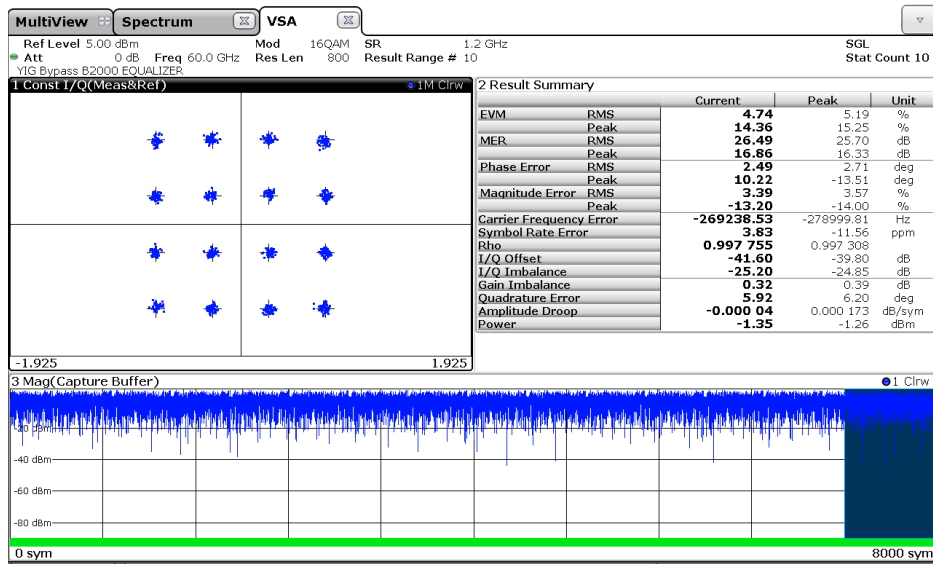 MultiView Spectrum VSA
Ref Level 5.00 dBm Mod 16QAM SR 1.2 GHz SGL
Att 0 dB Freq 60.0 GHz Res Len 800 Result Range # 10 Stat Count 10
YIG Bypass B2000 EQUALIZER
1 Const I/Q(Meas&Ref) 1M Clrw
-1.925 1.925
2 Result Summary
Current Peak Unit
EVM RMS 4.74 5.19 %
Peak 14.36 15.25 %
MER RMS 26.49 25.70 dB
Peak 16.86 16.33 dB
Phase Error RMS 2.49 2.71 deg
Peak 10.22 -13.51 deg
Magnitude Error RMS 3.39 3.57 %
Peak -13.20 -14.00 %
Carrier Frequency Error -269238.53 -278999.81 Hz
Symbol Rate Error 3.83 -11.56 ppm
Rho 0.997 755 0.997 308
I/Q Offset -41.60 -39.80 dB
I/Q Imbalance -25.20 -24.85 dB
Gain Imbalance 0.32 0.39 dB
Quadrature Error 5.92 6.20 deg
Amplitude Droop -0.000 04 0.000 173 dB/sym
Power -1.35 -1.26 dBm
3 Mag(Capture Buffer) 1 Clrw
-20 dBm
-40 dBm
-60 dBm
-80 dBm
0 sym 8000 sym